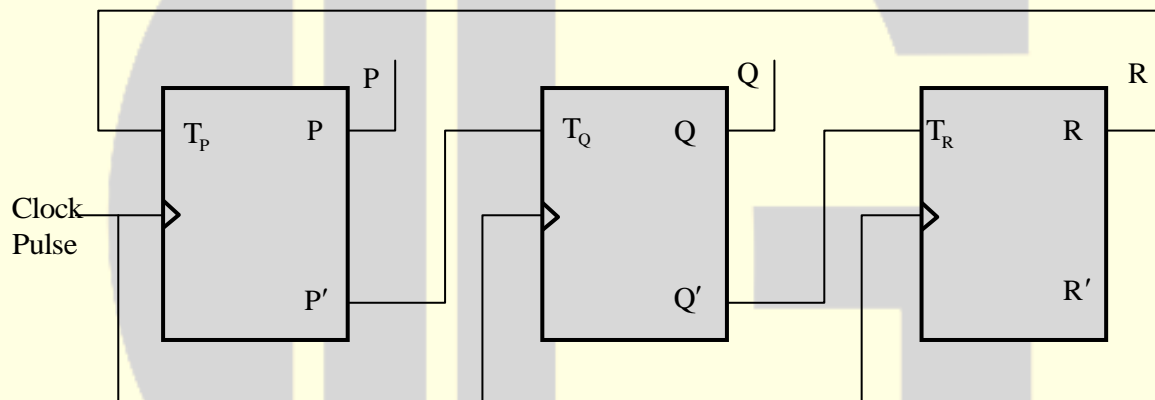 P
Q
R
T_P
P
T_Q
Q
T_R
R
Clock
Pulse
P′
Q′
R′